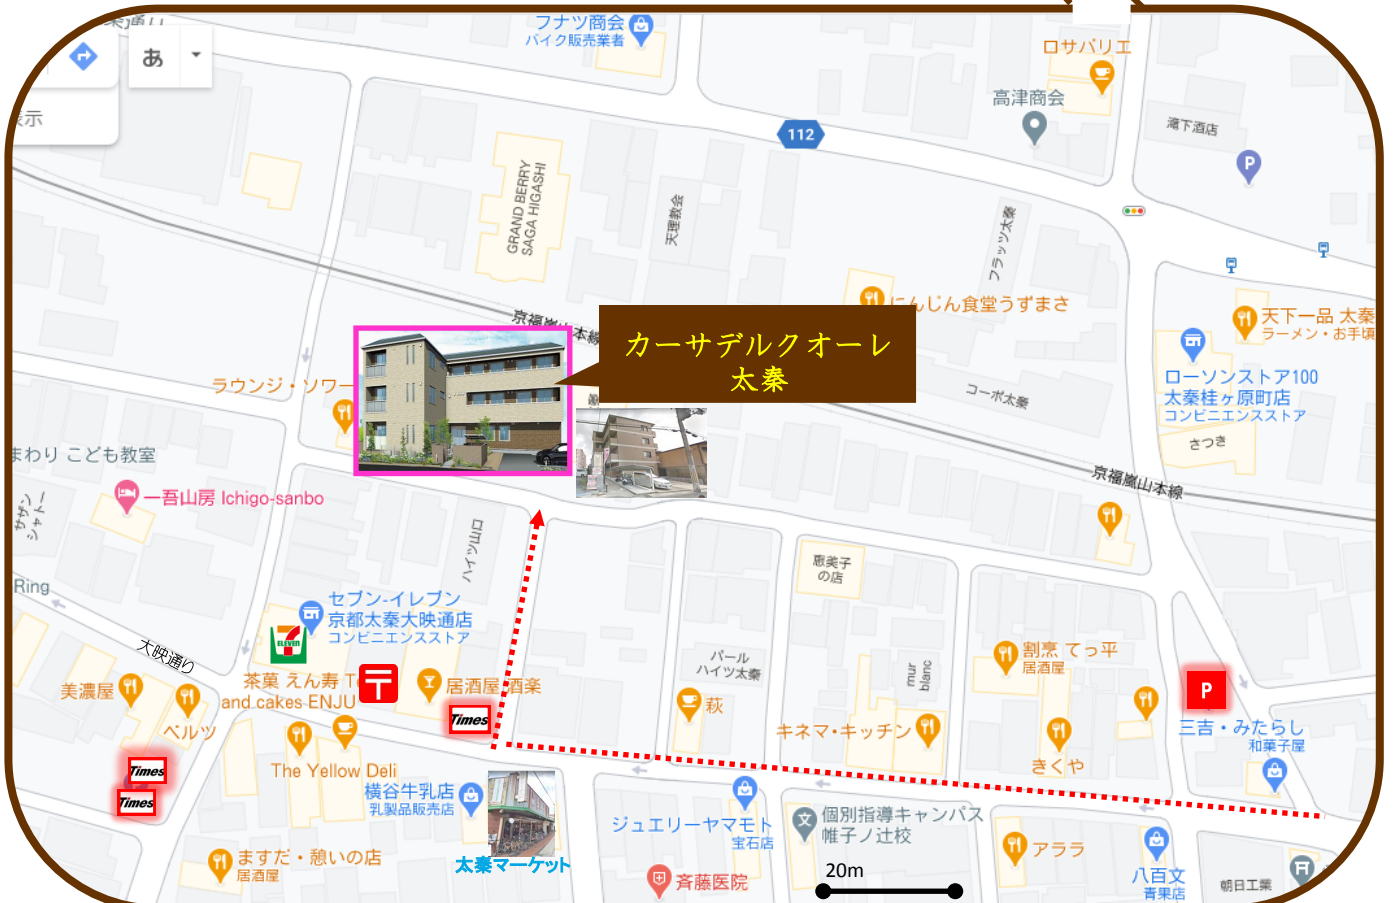 フナツ商会
バイク販売業者
ロサバリエ
あ
表示
高津商会
112
滝下酒店
P
GRAND BERRY
SAGA HIGASHI
天理教会
フラッツ太秦
にんじん食堂うずまさ
天下一品 太秦
ラーメン・お手頃
カーサデルクオーレ
太秦
ローソンストア100
太秦桂ヶ原町店
コンビニエンスストア
ラウンジ・ソワー
コーポ太秦
さつき
まわり こども教室
京福嵐山本線
一吾山房 Ichigo-sanbo
サザン
シャトー
ハイツ山口
恵美子
の店
Ring
セブン-イレブン
京都太秦大映通店
コンビニエンスストア
7
ELEVEN
大映通り
パール
ハイツ太秦
mur
blanc
割烹 てっ平
居酒屋
美濃屋
茶菓 えん寿 T
and cakes ENJU
〒
居酒屋 酒楽
Times
萩
P
ベルツ
キネマ・キッチン
三吉・みたらし
和菓子屋
きくや
Times
Times
The Yellow Deli
横谷牛乳店
乳製品販売店
ジュエリーヤマモト
宝石店
文
個別指導キャンパス
帷子ノ辻校
アララ
ますだ・憩いの店
居酒屋
太秦マーケット
斉藤医院
20m
八百文
青果店
朝日工業